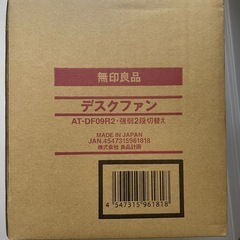 無印良品
デスクファン
AT-DF09R2・強弱2段切替え
MADE IN JAPAN
JAN.4547315961818
株式会社 良品計画
4 547315 961818